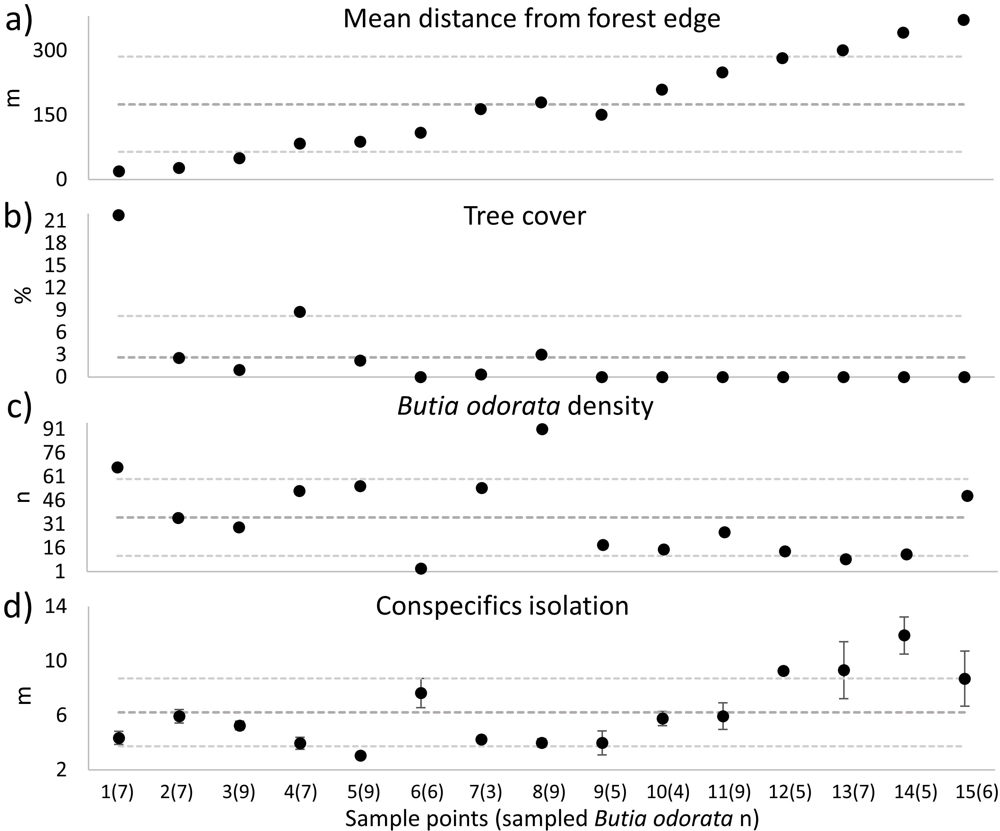 a) Mean distance from forest edge
300
m
150
0
b) 21 Tree cover
18
15
12
%
9
6
3
0
c) Butia odorata density
91
76
61
n
46
31
16
1
d) 14 Conspecifics isolation
10
m
6
2
1(7) 2(7) 3(9) 4(7) 5(9) 6(6) 7(3) 8(9) 9(5) 10(4) 11(9) 12(5) 13(7) 14(5) 15(6)
Sample points (sampled Butia odorata n)